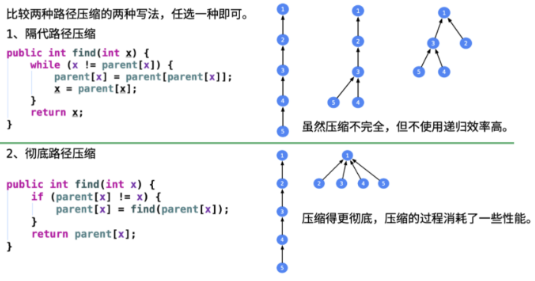 比较两种路径压缩的两种写法，任选一种即可。
1、隔代路径压缩
public int find(int x) {
while (x != parent[x]) {
parent[x] = parent[parent[x]];
x = parent[x];
}
return x;
}
1
2
3
4
5
1
2
3
5
4
1
3
2
5
4
虽然压缩不完全，但不使用递归效率高。
2、彻底路径压缩
public int find(int x) {
if (parent[x] != x) {
parent[x] = find(parent[x]);
}
return parent[x];
}
1
2
3
4
5
1
2
3
4
5
压缩得更彻底，压缩的过程消耗了一些性能。